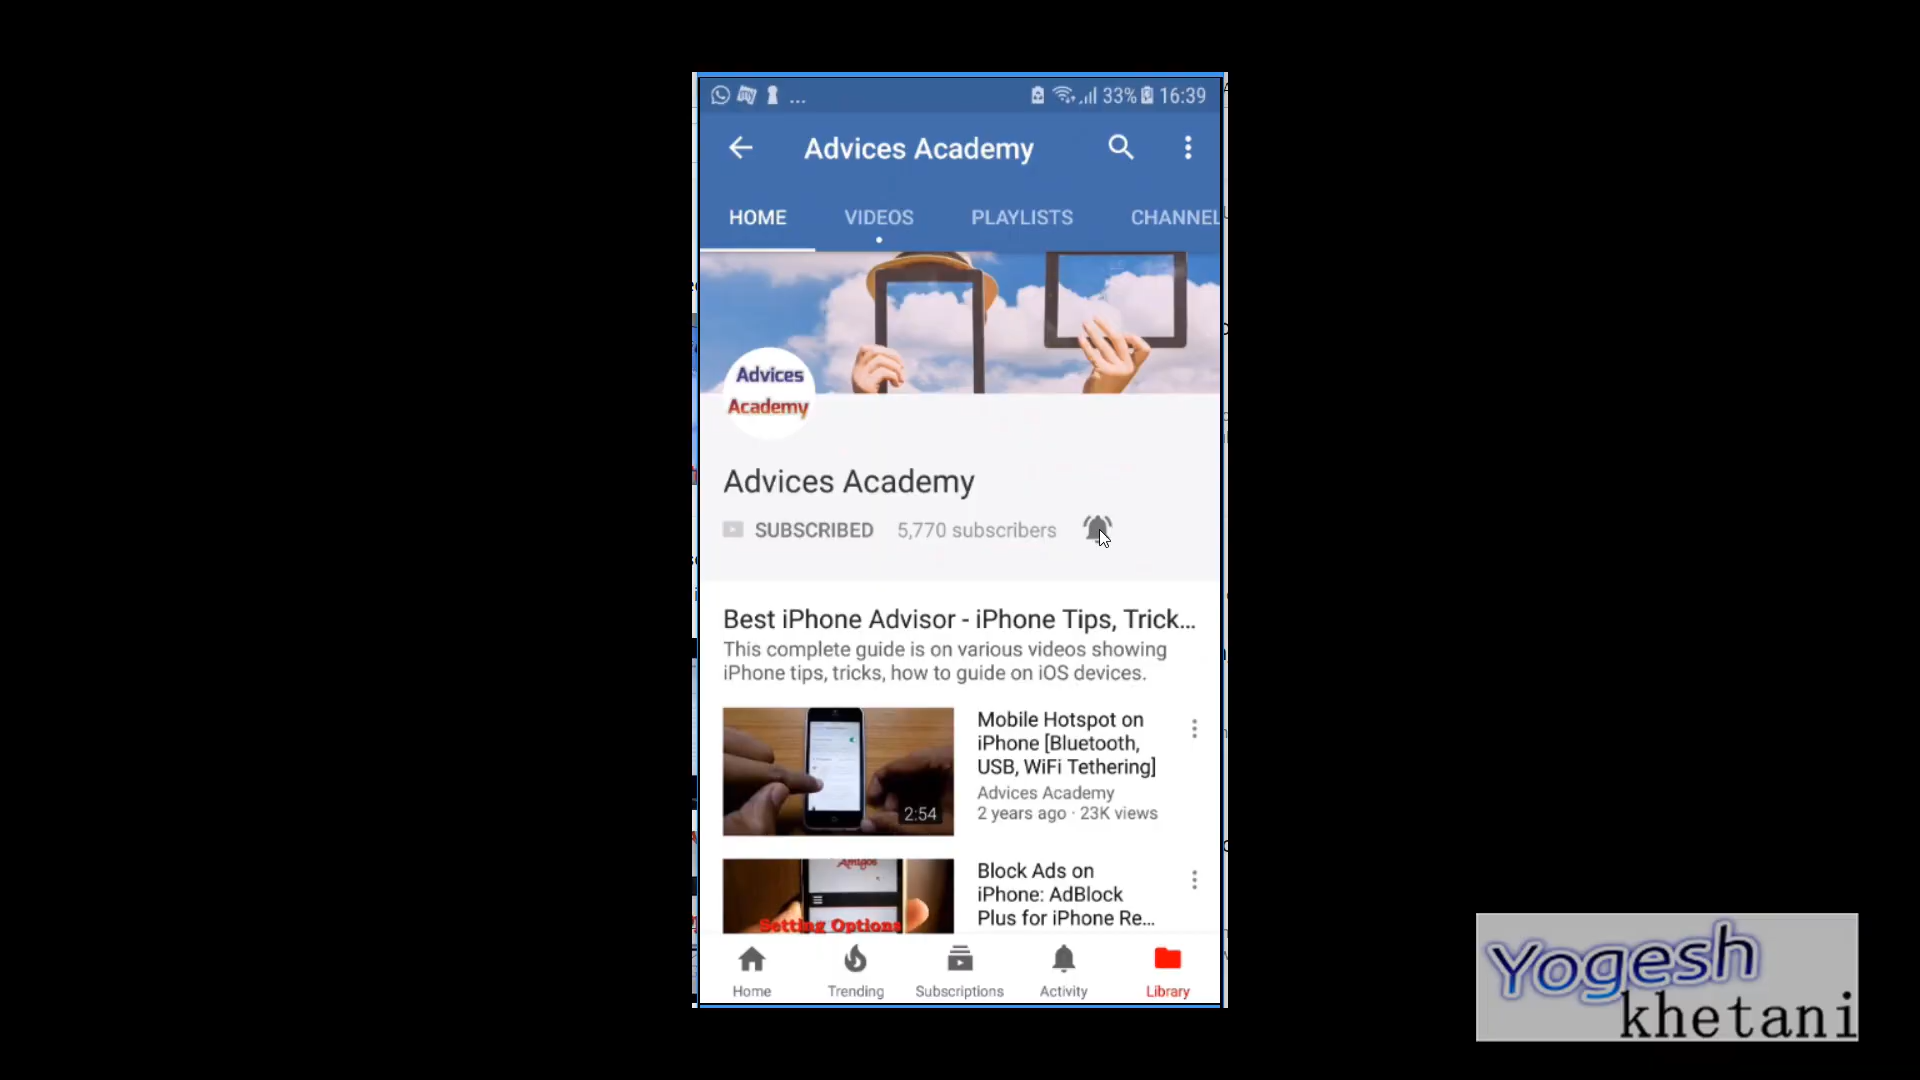 ... 33% 16:39
Advices Academy
HOME VIDEOS PLAYLISTS CHANNEL
Advices
Academy
Advices Academy
SUBSCRIBED 5,770 subscribers
Best iPhone Advisor - iPhone Tips, Trick...
This complete guide is on various videos showing
iPhone tips, tricks, how to guide on iOS devices.
Mobile Hotspot on
iPhone [Bluetooth,
USB, WiFi Tethering]
Advices Academy
2 years ago · 23K views
2:54
Amigos
Setting Options
Block Ads on
iPhone: AdBlock
Plus for iPhone Re...
Home Trending Subscriptions Activity Library
Yogesh
khetani